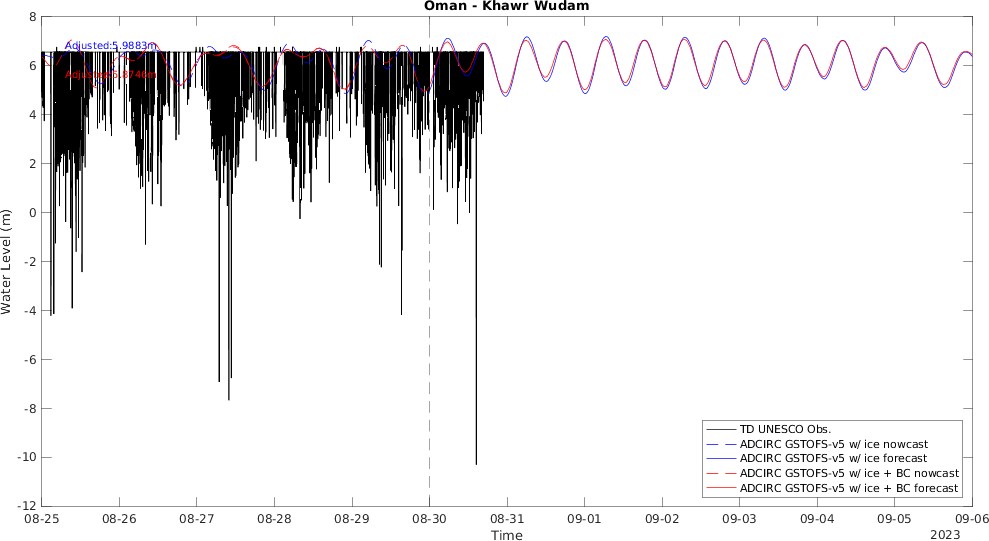 Oman - Khawr Wudam
8
6
4
2
0
-2
-4
-6
-8
-10
-12
Water Level (m)
Adjusted:5.9883m
Adjusted:5.8746m
TD UNESCO Obs.
ADCIRC GSTOFS-v5 w/ ice nowcast
ADCIRC GSTOFS-v5 w/ ice forecast
ADCIRC GSTOFS-v5 w/ ice + BC nowcast
ADCIRC GSTOFS-v5 w/ ice + BC forecast
08-25 08-26 08-27 08-28 08-29 08-30 08-31 09-01 09-02 09-03 09-04 09-05 09-06
Time
2023